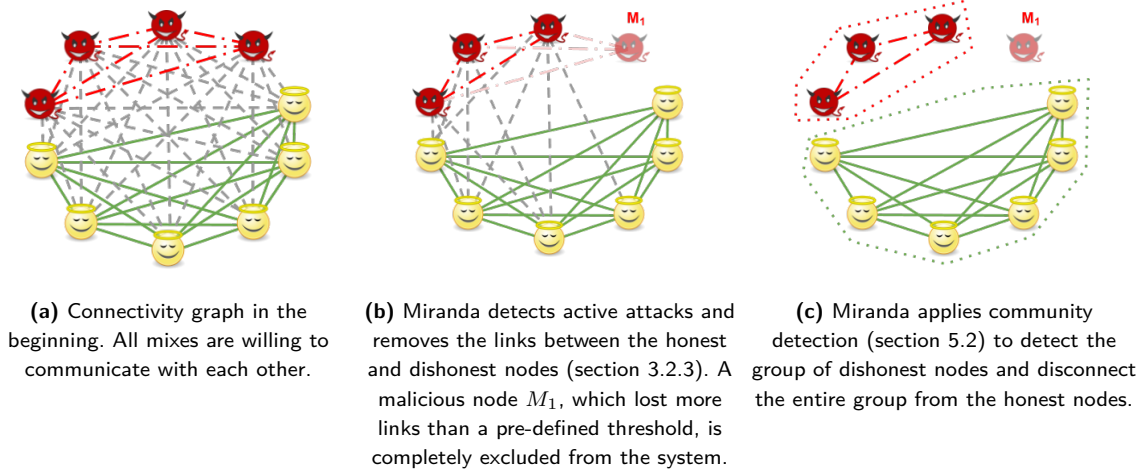 M₁
M₁
(a) Connectivity graph in the
beginning. All mixes are willing to
communicate with each other.
(b) Miranda detects active attacks and
removes the links between the honest
and dishonest nodes (section 3.2.3). A
malicious node M₁, which lost more
links than a pre-defined threshold, is
completely excluded from the system.
(c) Miranda applies community
detection (section 5.2) to detect the
group of dishonest nodes and disconnect
the entire group from the honest nodes.